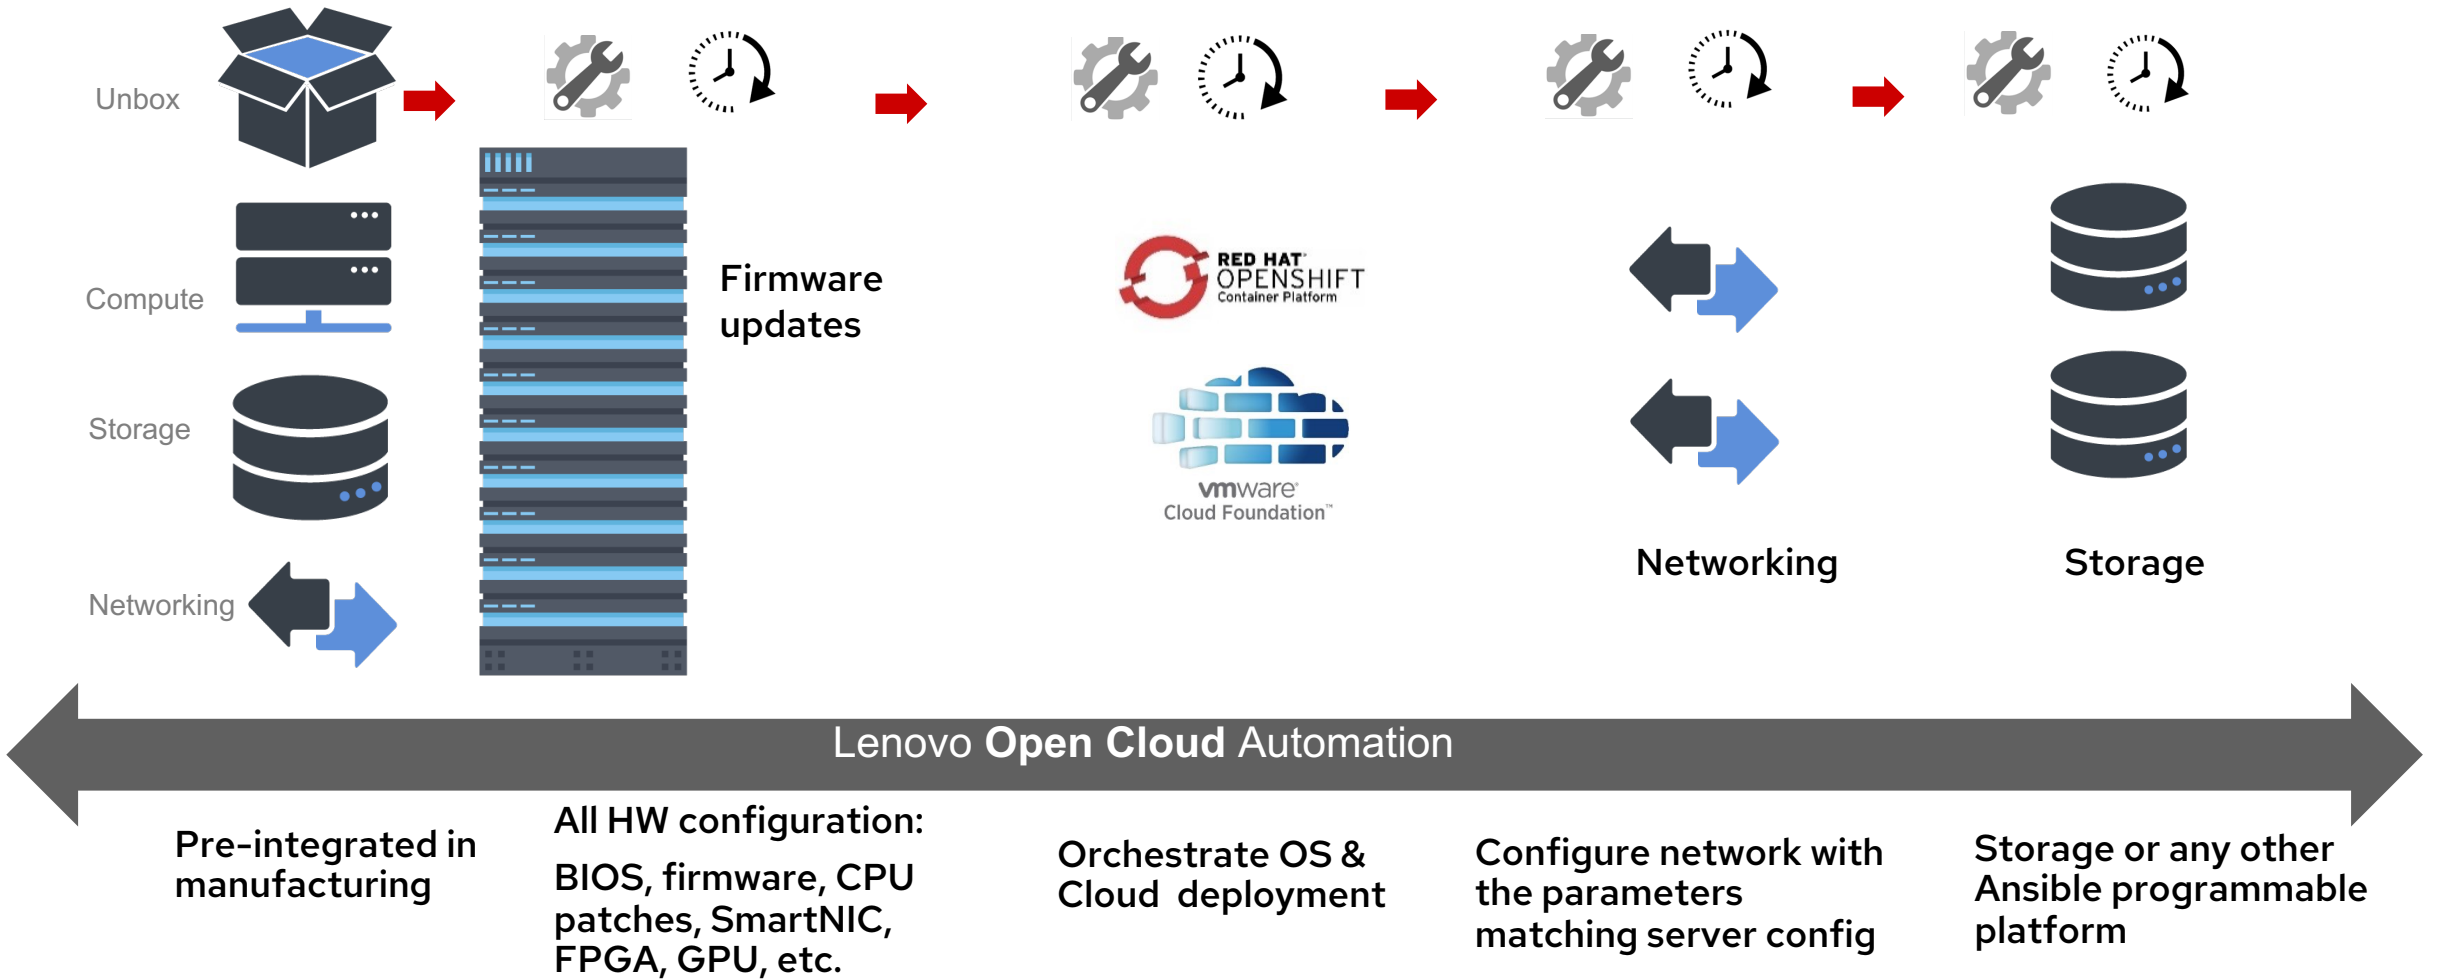 Unbox
Compute
Storage
Networking
Firmware
updates
RED HAT®
OPENSHIFT
Container Platform
vmware®
Cloud Foundation™
Networking
Storage
Lenovo Open Cloud Automation
Pre-integrated in
manufacturing
All HW configuration:
BIOS, firmware, CPU
patches, SmartNIC,
FPGA, GPU, etc.
Orchestrate OS &
Cloud deployment
Configure network with
the parameters
matching server config
Storage or any other
Ansible programmable
platform